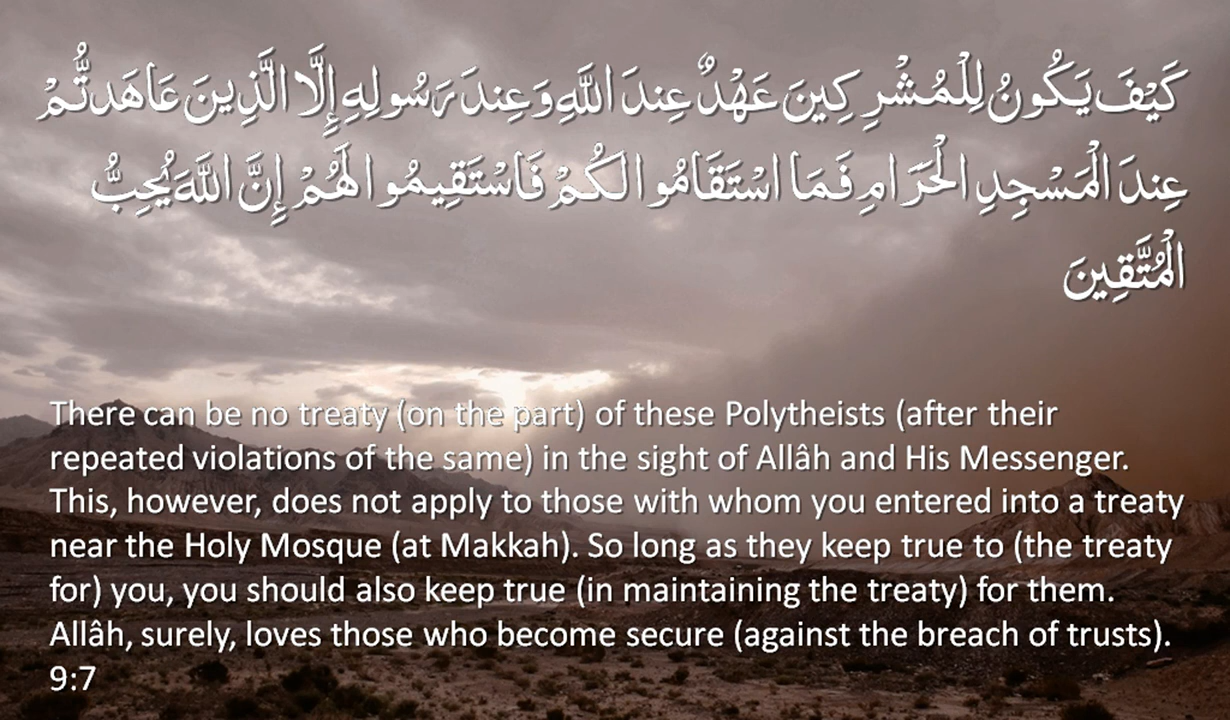 كَيْفَ يَكُونُ لِلْمُشْرِكِينَ عَهْدٌ عِندَ اللَّهِ وَعِندَ رَسُولِهِ إِلَّا الَّذِينَ عَاهَدتُّمْ
عِندَ الْمَسْجِدِ الْحَرَامِ فَمَا اسْتَقَامُوا لَكُمْ فَاسْتَقِيمُوا لَهُمْ إِنَّ اللَّهَ يُحِبُّ
الْمُتَّقِينَ
There can be no treaty (on the part) of these Polytheists (after their
repeated violations of the same) in the sight of Allâh and His Messenger.
This, however, does not apply to those with whom you entered into a treaty
near the Holy Mosque (at Makkah). So long as they keep true to (the treaty
for) you, you should also keep true (in maintaining the treaty) for them.
Allâh, surely, loves those who become secure (against the breach of trusts).
9:7